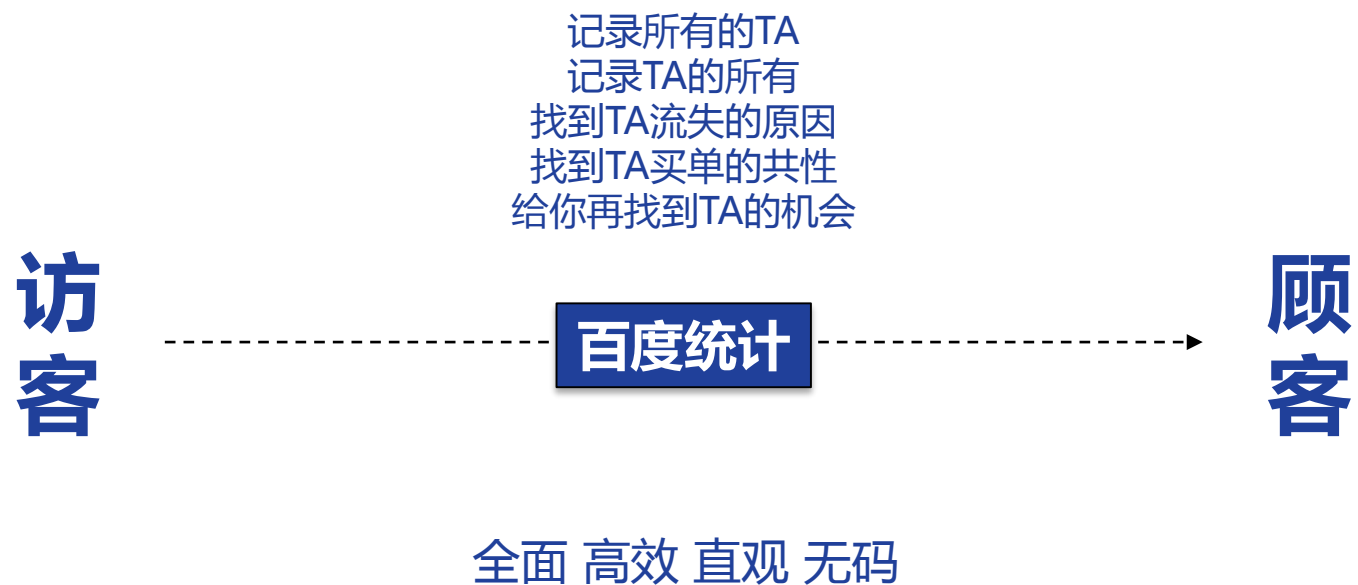 记录所有的TA
记录TA的所有
找到TA流失的原因
找到TA买单的共性
给你再找到TA的机会
访客
百度统计
顾客
全面 高效 直观 无码